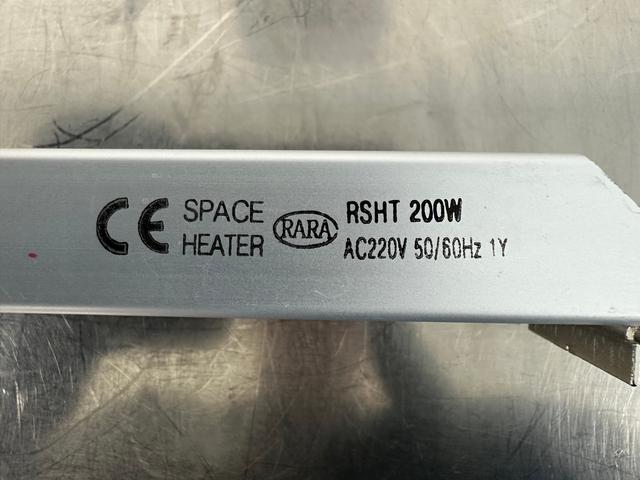 CE SPACE HEATER RARA RSHT 200W
AC220V 50/60Hz 1Y